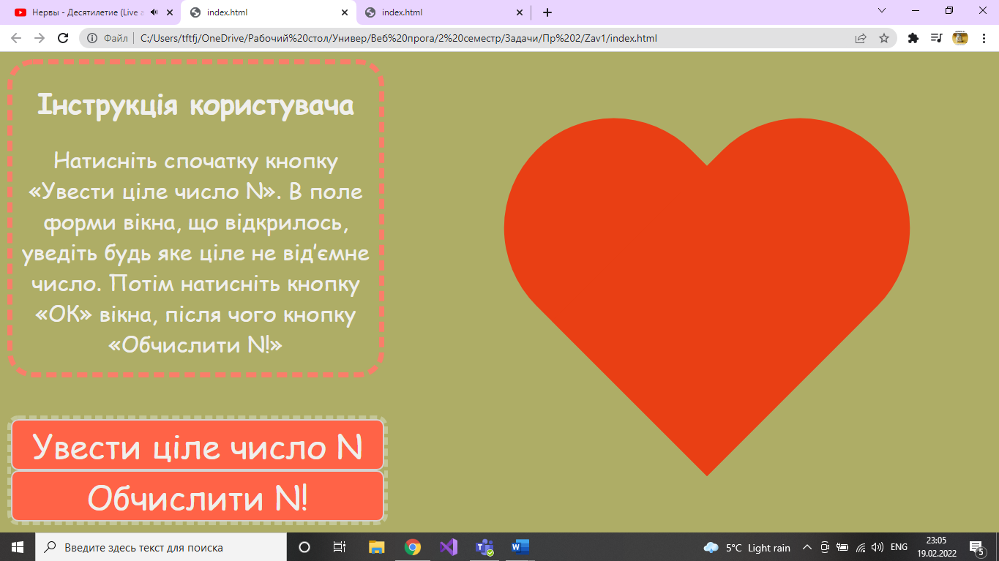 Нервы - Десятилетие (Live a
index.html
index.html
Файл
C:/Users/tftfj/OneDrive/Рабочий%20стол/Универ/Веб%20прога/2%20семестр/Задачи/Пр%202/Zav1/index.html
Інструкція користувача
Натисніть спочатку кнопку
«Увести ціле число N». В поле
форми вікна, що відкрилось,
уведіть будь яке ціле не від'ємне
число. Потім натисніть кнопку
«ОК» вікна, після чого кнопку
«Обчислити N!»
Увести ціле число N
Обчислити N!
Введите здесь текст для поиска
5°C Light rain
ENG
23:05
19.02.2022
5